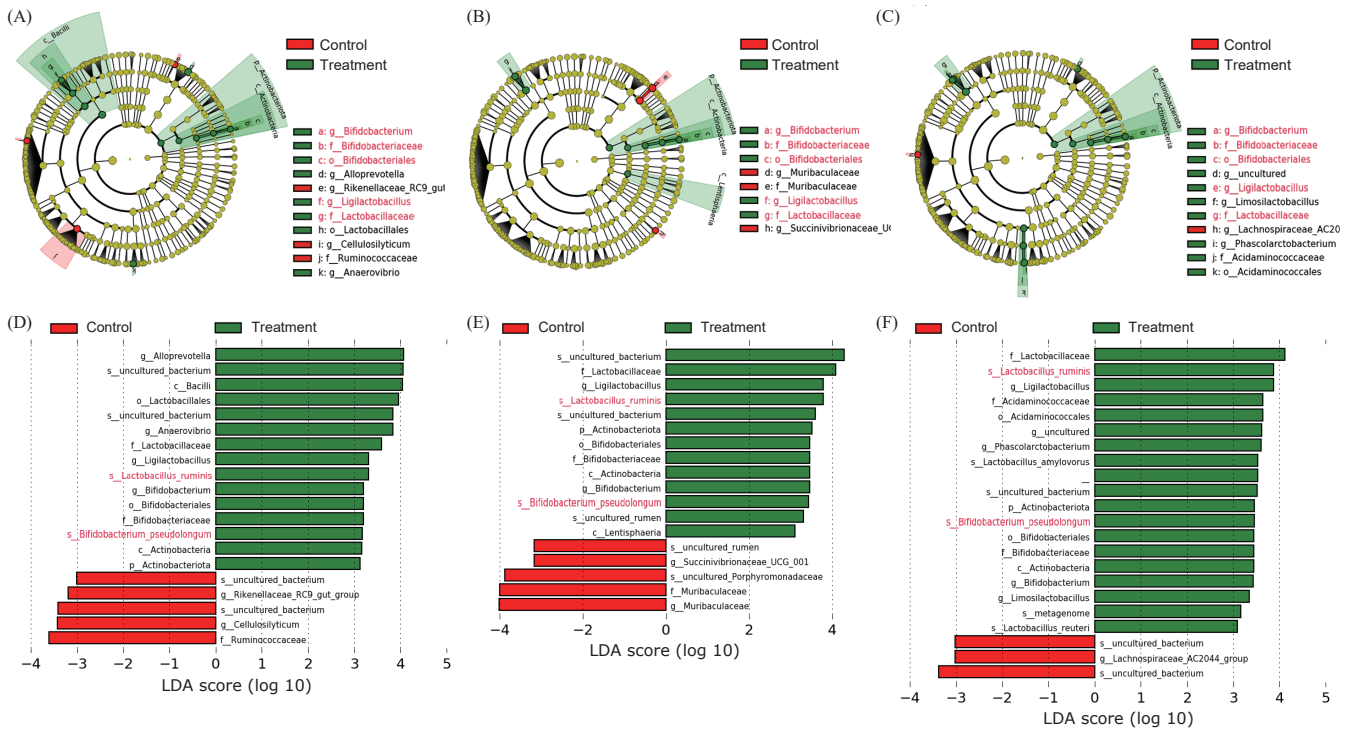 (A)
Control
Treatment
c__Bacilli
h
g
p__Actinobacteriota
c__Actinobacteria
c
b
a: g__Bifidobacterium
b: f__Bifidobacteriaceae
c: o__Bifidobacteriales
d: g__Alloprevotella
e: g__Rikenellaceae_RC9_gut
f: g__Ligilactobacillus
g: f__Lactobacillaceae
h: o__Lactobacillales
i: g__Cellulosilyticum
j: f__Ruminococcaceae
k: g__Anaerovibrio
(B)
Control
Treatment
p__Actinobacteriota
c__Actinobacteria
c
b
c__Lentisphaeria
a: g__Bifidobacterium
b: f__Bifidobacteriaceae
c: o__Bifidobacteriales
d: g__Muribaculaceae
e: f__Muribaculaceae
f: g__Ligilactobacillus
g: f__Lactobacillaceae
h: g__Succinivibrionaceae_U
(C)
Control
Treatment
p__Actinobacteriota
c__Actinobacteria
c
b
j
k
a: g__Bifidobacterium
b: f__Bifidobacteriaceae
c: o__Bifidobacteriales
d: g__uncultured
e: g__Ligilactobacillus
f: g__Limosilactobacillus
g: f__Lactobacillaceae
h: g__Lachnospiraceae_AC20
i: g__Phascolarctobacterium
j: f__Acidaminococcaceae
k: o__Acidaminococcales
(D)
Control
Treatment
g__Alloprevotella
s__uncultured_bacterium
c__Bacilli
o__Lactobacillales
s__uncultured_bacterium
g__Anaerovibrio
f__Lactobacillaceae
g__Ligilactobacillus
s__Lactobacillus_ruminis
g__Bifidobacterium
o__Bifidobacteriales
f__Bifidobacteriaceae
s__Bifidobacterium_pseudolongum
c__Actinobacteria
p__Actinobacteriota
s__uncultured_bacterium
g__Rikenellaceae_RC9_gut_group
s__uncultured_bacterium
g__Cellulosilyticum
f__Ruminococcaceae
−4 −3 −2 −1 0 1 2 3 4 5
LDA score (log 10)
(E)
Control
Treatment
s__uncultured_bacterium
f__Lactobacillaceae
g__Ligilactobacillus
s__Lactobacillus_ruminis
s__uncultured_bacterium
p__Actinobacteriota
o__Bifidobacteriales
f__Bifidobacteriaceae
c__Actinobacteria
g__Bifidobacterium
s__Bifidobacterium_pseudolongum
s__uncultured_rumen
c__Lentisphaeria
s__uncultured_rumen
g__Succinivibrionaceae_UCG_001
s__uncultured_Porphyromonadaceae
f__Muribaculaceae
g__Muribaculaceae
−4 −2 0 2 4
LDA score (log 10)
(F)
Control
Treatment
f__Lactobacillaceae
s__Lactobacillus_ruminis
g__Ligilactobacillus
f__Acidaminococcaceae
o__Acidaminococcales
g__uncultured
g__Phascolarctobacterium
s__Lactobacillus_amylovorus
__
s__uncultured_bacterium
p__Actinobacteriota
s__Bifidobacterium_pseudolongum
o__Bifidobacteriales
f__Bifidobacteriaceae
c__Actinobacteria
g__Bifidobacterium
g__Limosilactobacillus
s__metagenome
s__Lactobacillus_reuteri
s__uncultured_bacterium
g__Lachnospiraceae_AC2044_group
s__uncultured_bacterium
−4 −3 −2 −1 0 1 2 3 4 5
LDA score (log 10)